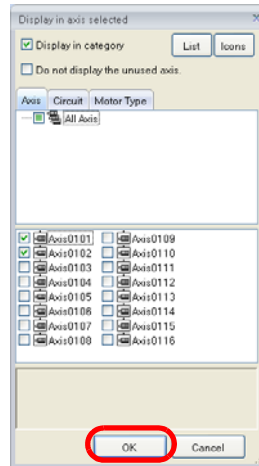 Display in axis selected
Display in category
List
Icons
Do not display the unused axis.
Axis
Circuit
Motor Type
All Axis
Axis0101
Axis0109
Axis0102
Axis0110
Axis0103
Axis0111
Axis0104
Axis0112
Axis0105
Axis0113
Axis0106
Axis0114
Axis0107
Axis0115
Axis0108
Axis0116
OK
Cancel